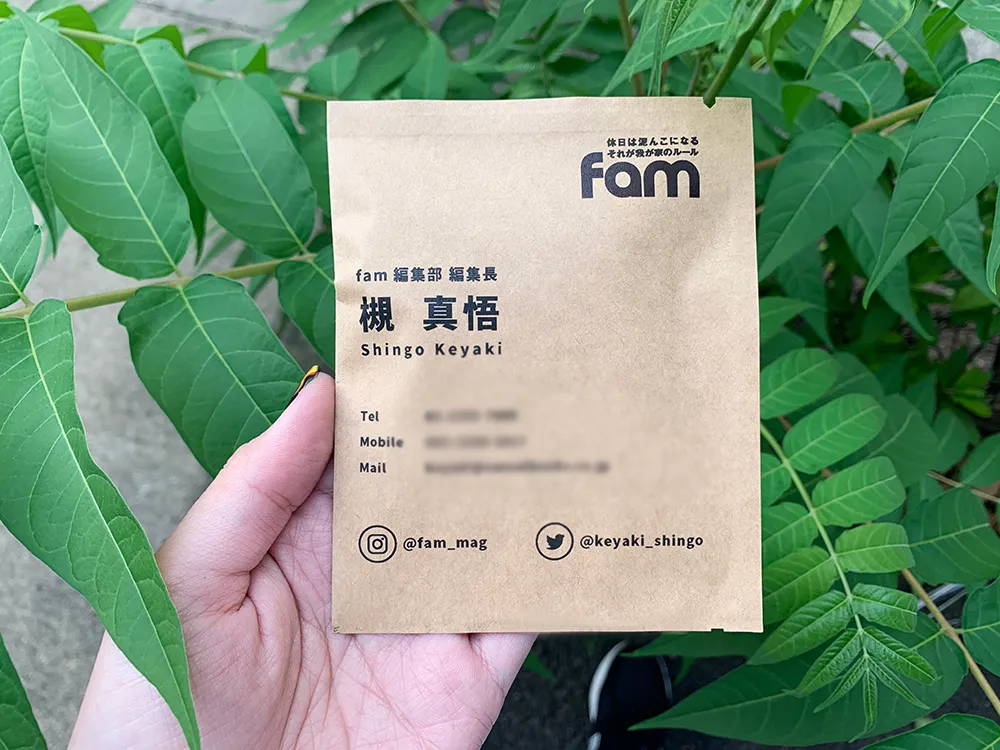 休日は泥んこになる
それが我が家のルール
fam
fam 編集部 編集長
槻 真悟
Shingo Keyaki
Tel
Mobile
Mail
@fam_mag
@keyaki_shingo